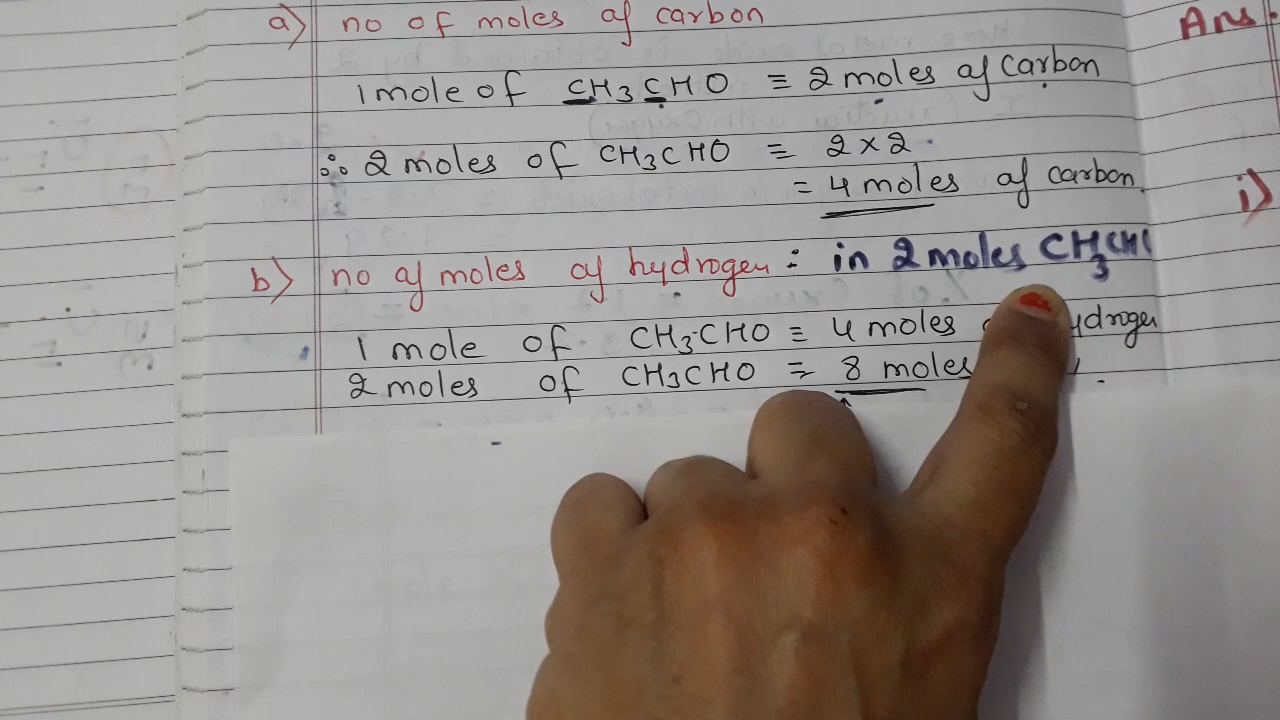 a) no of moles of carbon
Ans.
1 mole of CH3CHO ≡ 2 moles of Carbon
∴ 2 moles of CH3CHO ≡ 2 x 2
= 4 moles of carbon.
i)
b) no of moles of hydrogen : in 2 moles CH3CH
1 mole of CH3CHO ≡ 4 moles hydrogen
2 moles of CH3CHO = 8 moles